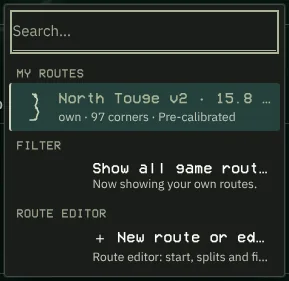 Search...
MY ROUTES
North Touge v2 · 15.8 ...
own · 97 corners · Pre-calibrated
FILTER
Show all game rout...
Now showing your own routes.
ROUTE EDITOR
+ New route or ed...
Route editor: start, splits and fi...